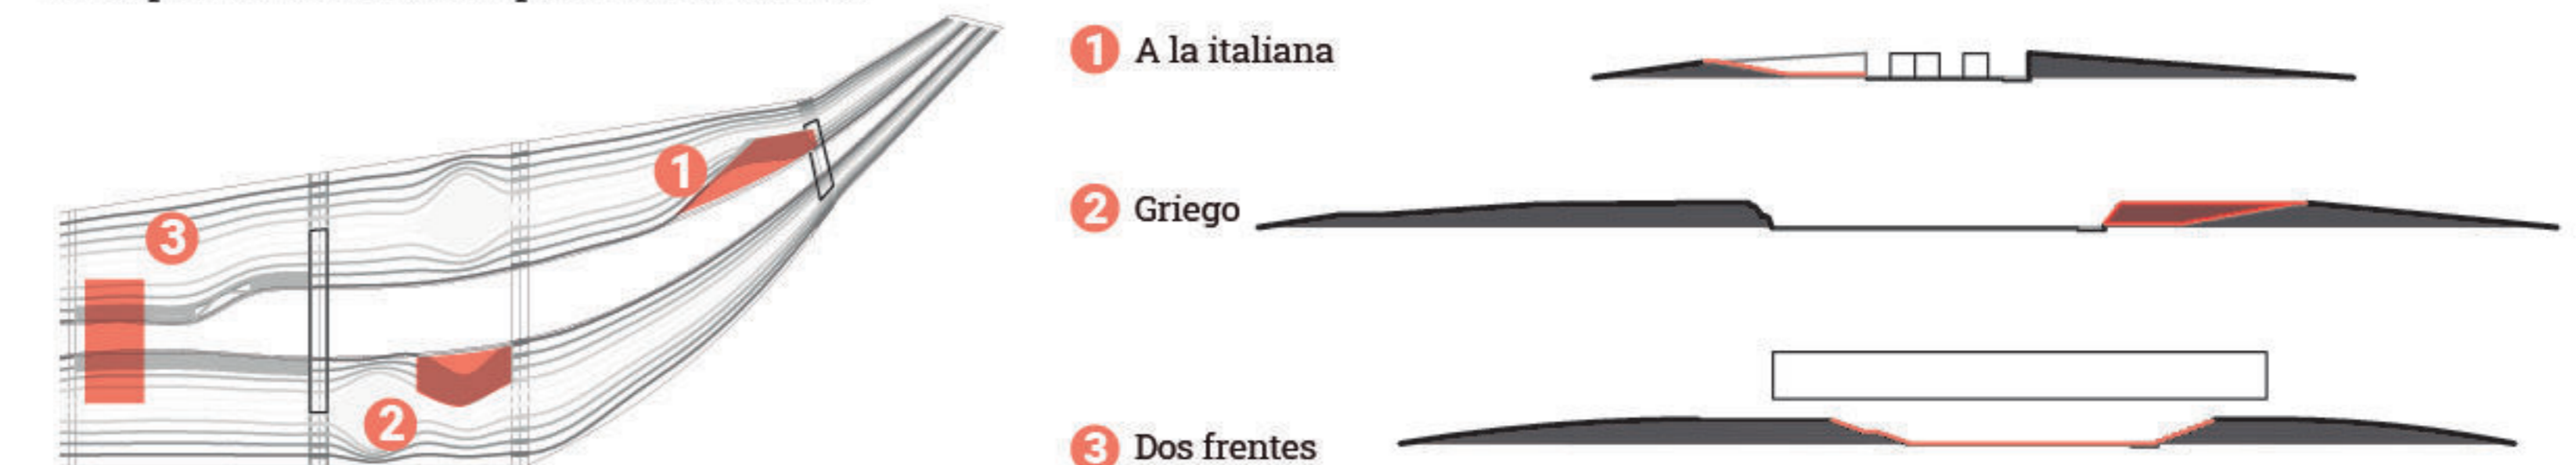 1 A la italiana
1
3
2 Griego
2
3 Dos frentes